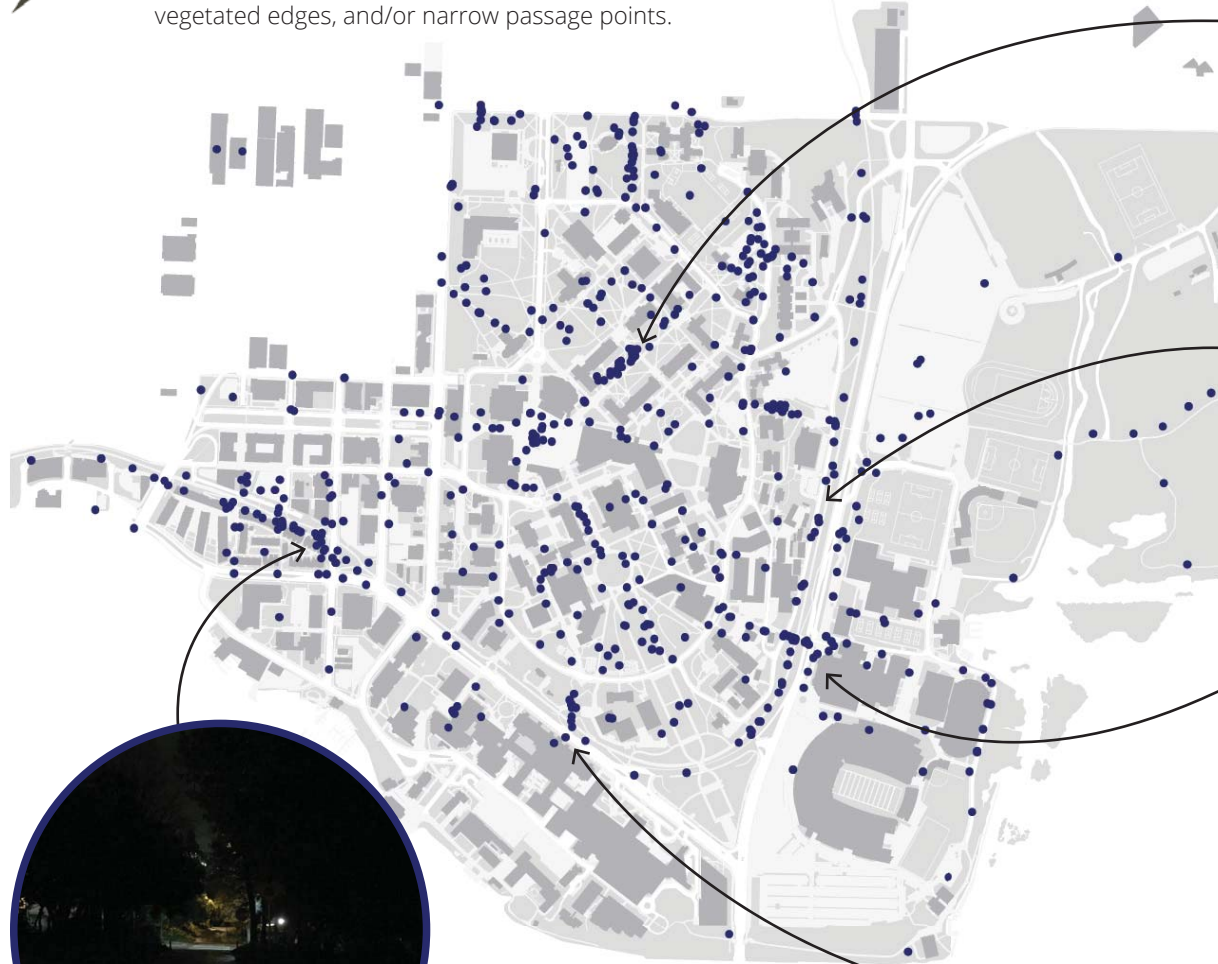 vegetated edges, and/or narrow passage points.